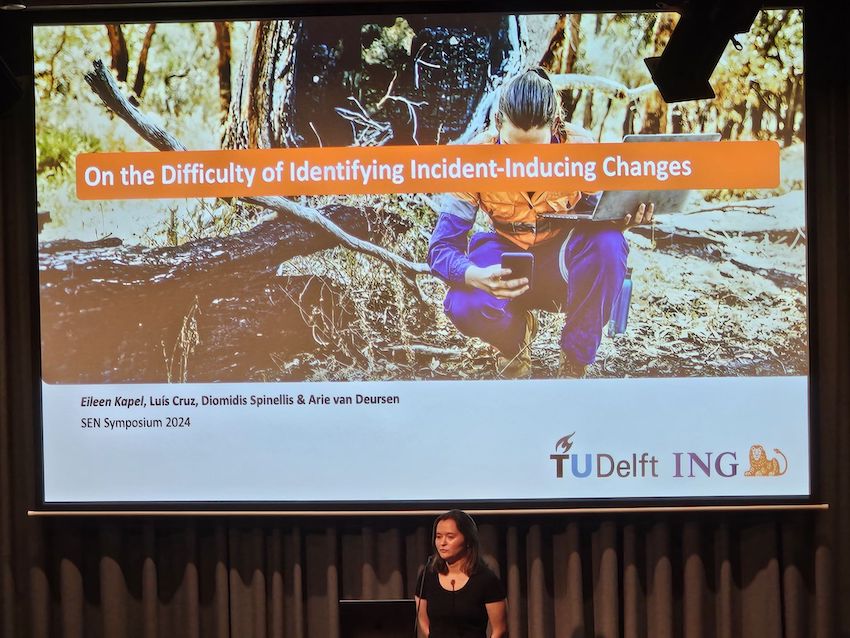 On the Difficulty of Identifying Incident-Inducing Changes
Eileen Kapel, Luís Cruz, Diomidis Spinellis & Arie van Deursen
SEN Symposium 2024
TUDelft ING